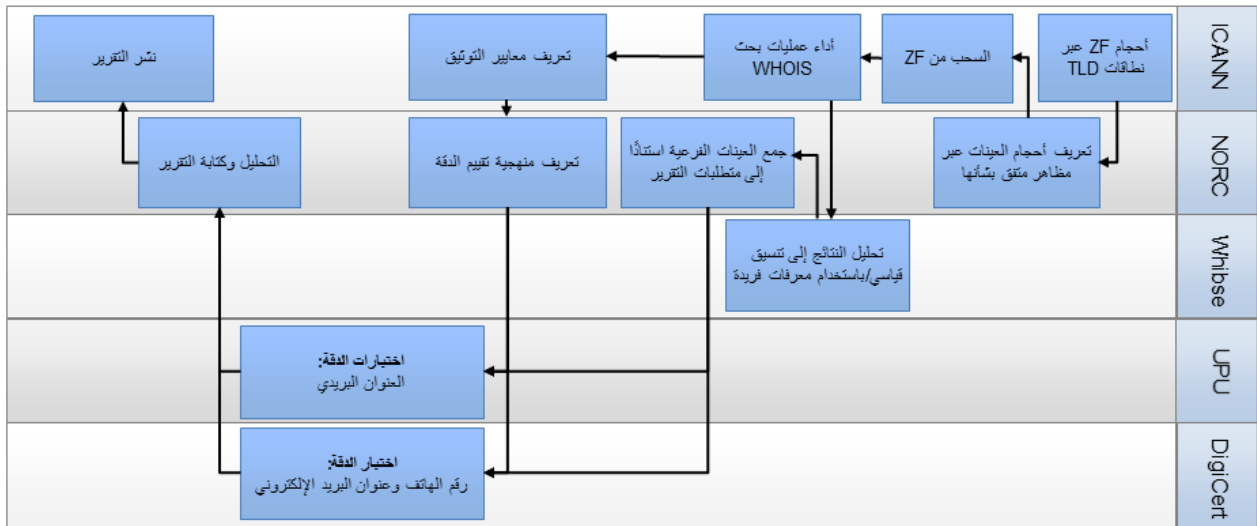 ICANN
أحجام ZF عبر
نطاقات TLD
السحب من ZF
أداء عمليات بحث
WHOIS
تعريف معايير التوثيق
نشر التقرير
NORC
تعريف أحجام العينات عبر
مظاهر متفق بشأنها
جمع العينات الفرعية استنادًا
إلى متطلبات التقرير
تعريف منهجية تقييم الدقة
التحليل وكتابة التقرير
Whibse
تحليل النتائج إلى تنسيق
قياسي/باستخدام معرفات فريدة
UPU
اختبارات الدقة:
العنوان البريدي
DigiCert
اختبار الدقة:
رقم الهاتف وعنوان البريد الإلكتروني